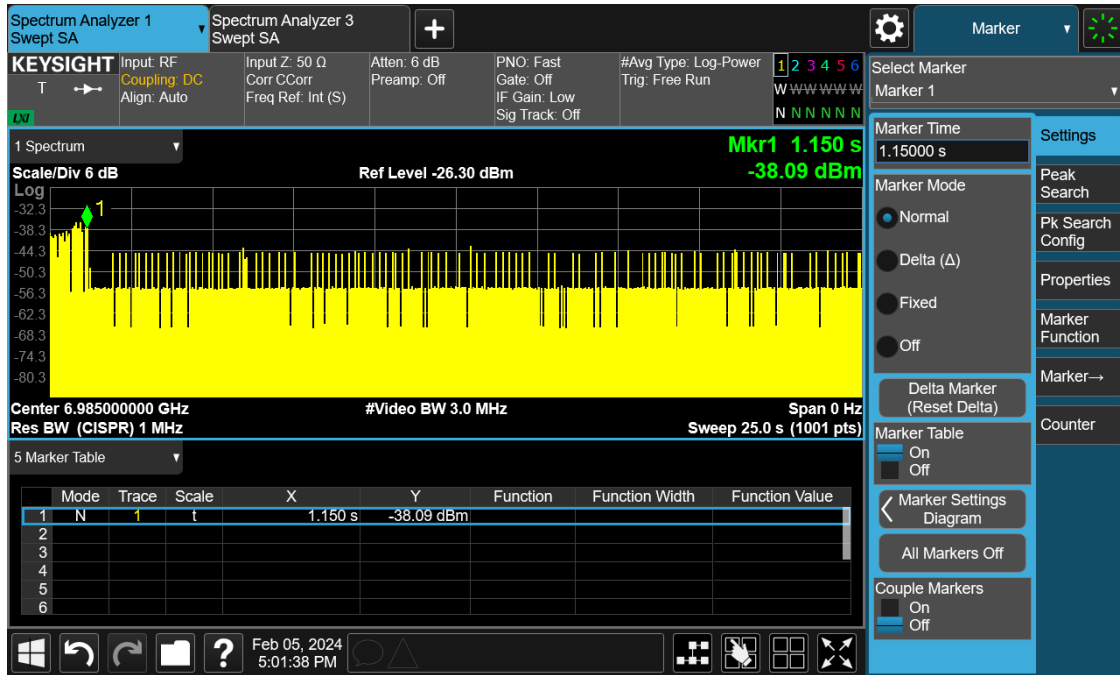 Spectrum Analyzer 1
Swept SA
Spectrum Analyzer 3
Swept SA
Marker
KEYSIGHT
T
LXI
Input: RF
Coupling: DC
Align: Auto
Input Z: 50 Ω
Corr CCorr
Freq Ref: Int (S)
Atten: 6 dB
Preamp: Off
PNO: Fast
Gate: Off
IF Gain: Low
Sig Track: Off
#Avg Type: Log-Power
Trig: Free Run
1 2 3 4 5 6
W W W W W W
N N N N N N
Select Marker
Marker 1
1 Spectrum
Scale/Div 6 dB
Ref Level -26.30 dBm
Mkr1 1.150 s
-38.09 dBm
Log
-32.3
-38.3
-44.3
-50.3
-56.3
-62.3
-68.3
-74.3
-80.3
1
Center 6.985000000 GHz
#Video BW 3.0 MHz
Span 0 Hz
Res BW (CISPR) 1 MHz
Sweep 25.0 s (1001 pts)
5 Marker Table
Mode Trace Scale X Y Function Function Width Function Value
1 N 1 t 1.150 s -38.09 dBm
2
3
4
5
6
Marker Time
1.15000 s
Marker Mode
Normal
Delta (Δ)
Fixed
Off
Delta Marker
(Reset Delta)
Marker Table
On
Off
Marker Settings
Diagram
All Markers Off
Couple Markers
On
Off
Settings
Peak
Search
Pk Search
Config
Properties
Marker
Function
Marker→
Counter
?
Feb 05, 2024
5:01:38 PM